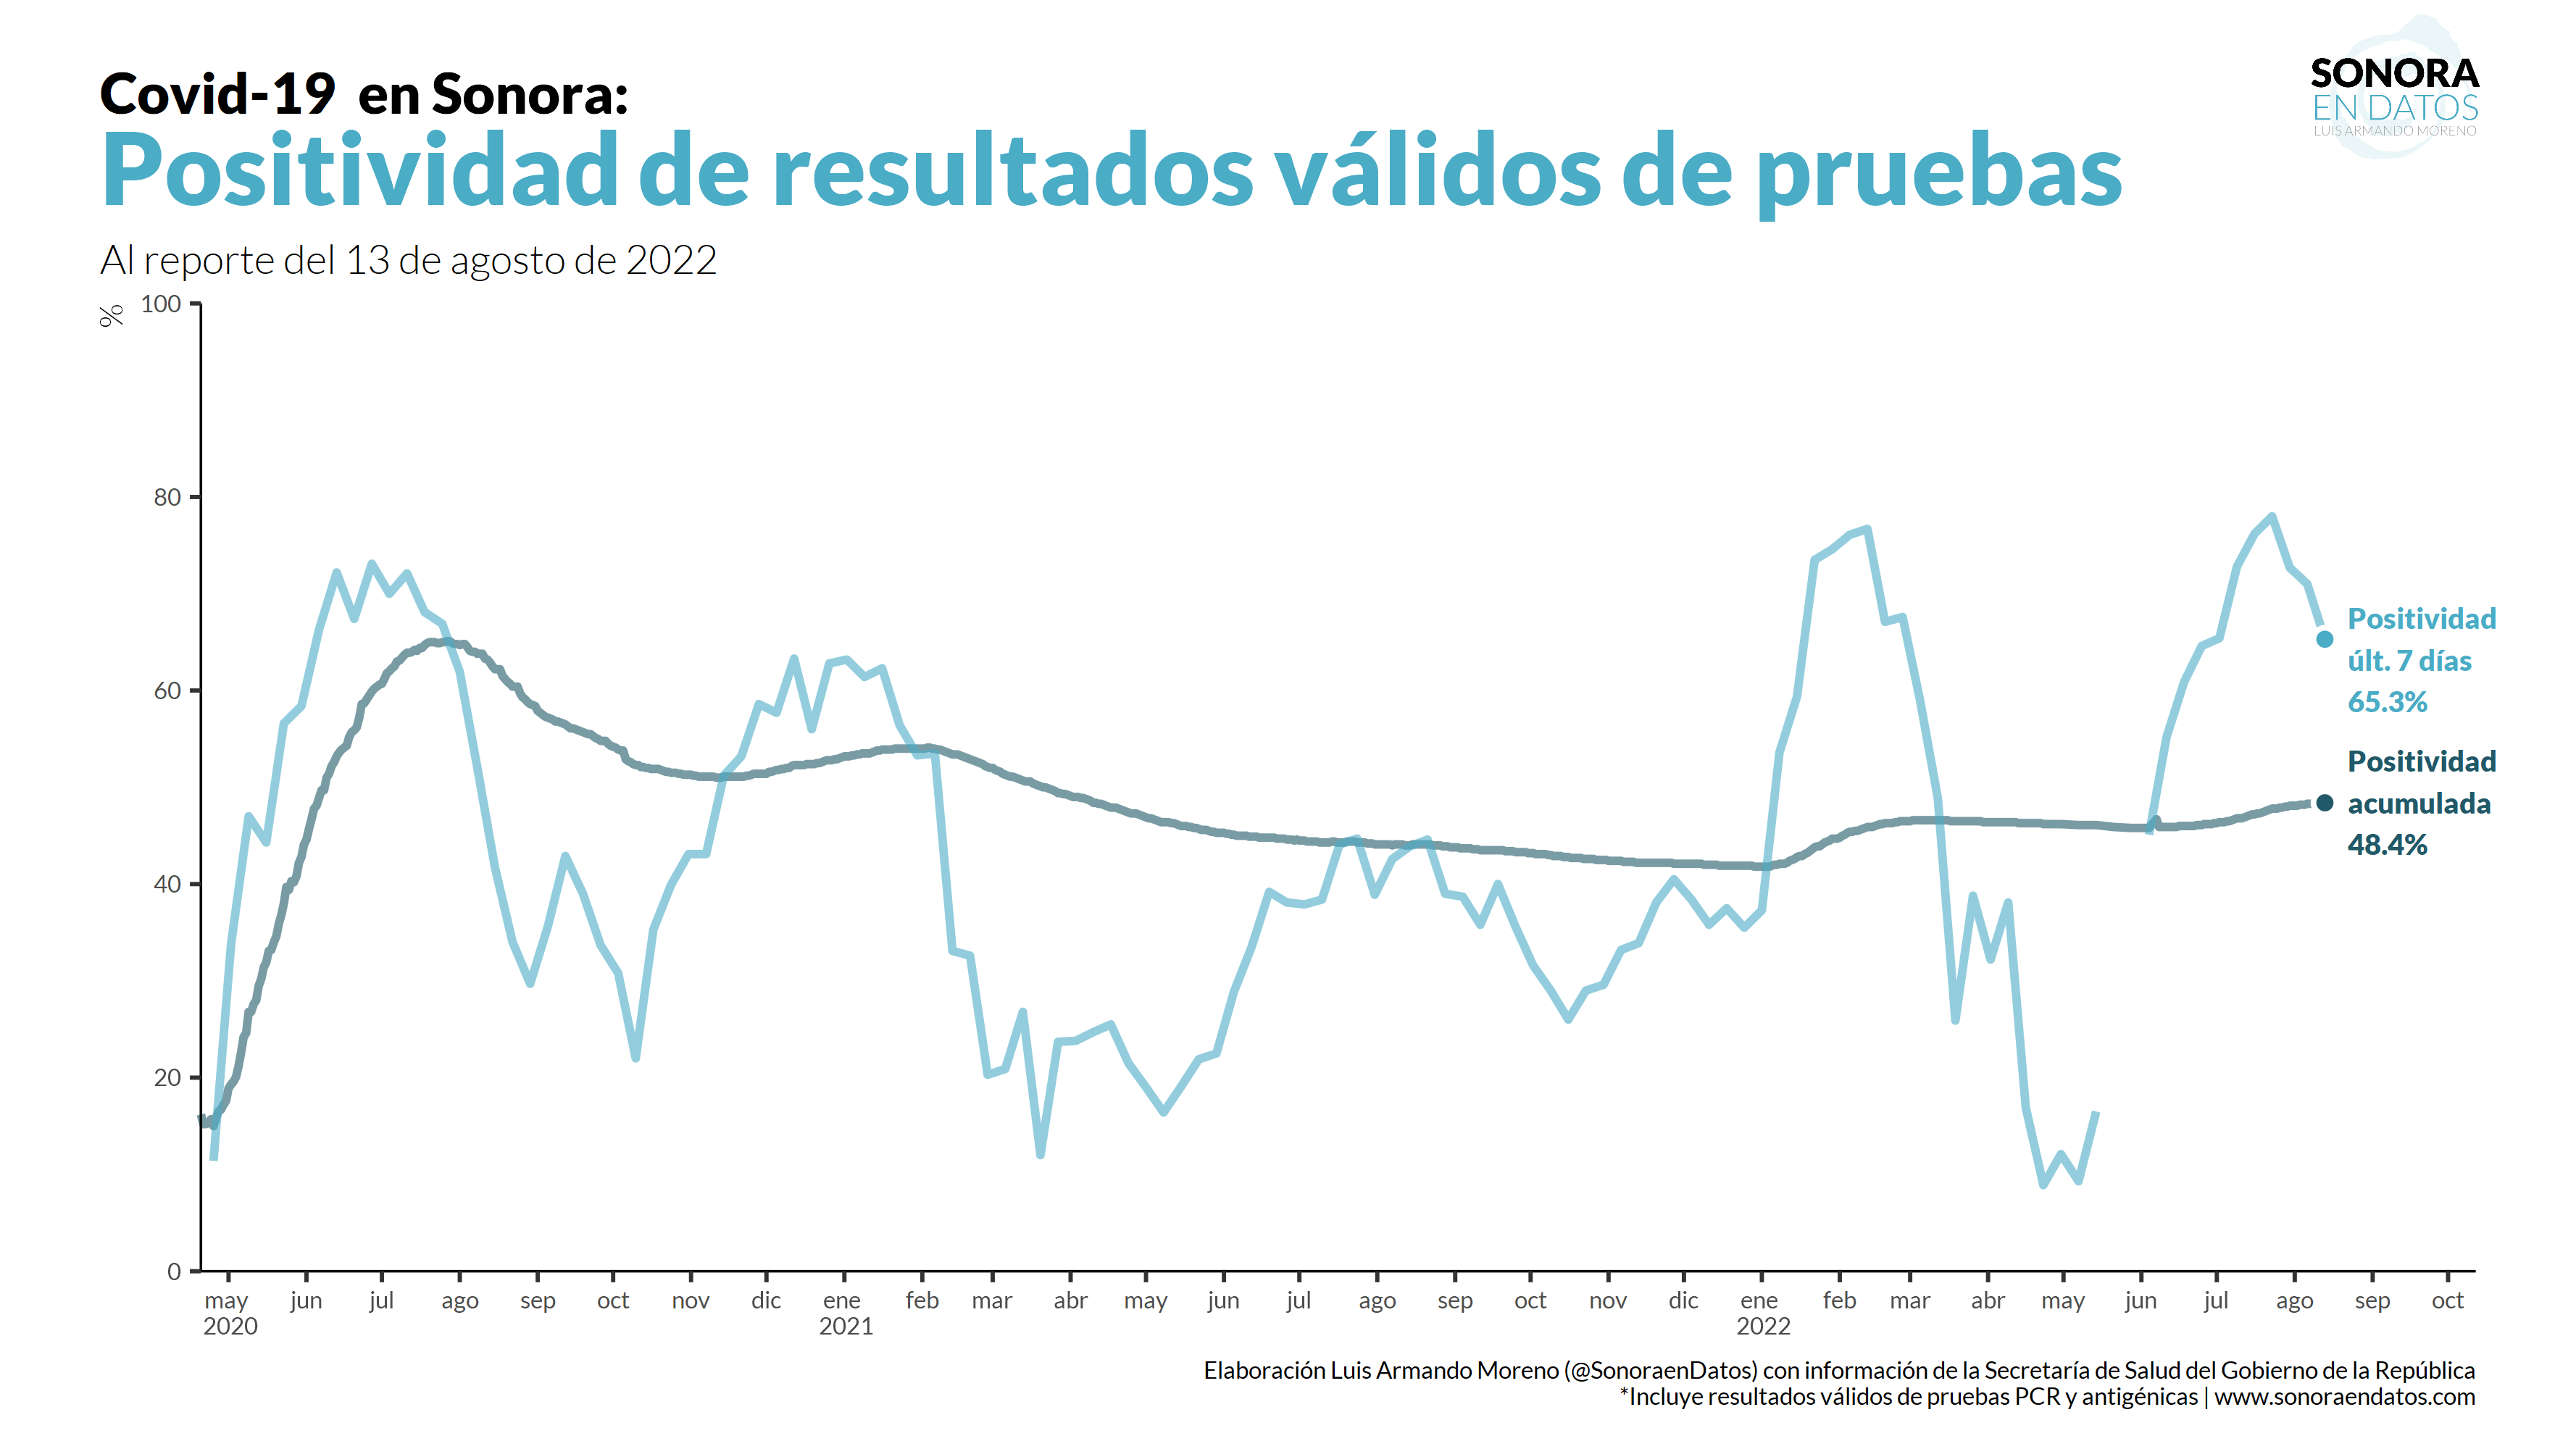 Covid-19 en Sonora:
SONORA
EN DATOS
LUIS ARMANDO MORENO
Positividad de resultados válidos de pruebas
Al reporte del 13 de agosto de 2022
%
100
80
60
40
20
0
Positividad
últ. 7 días
65.3%
Positividad
acumulada
48.4%
may jun jul ago sep oct nov dic ene feb mar abr may jun jul ago sep oct nov dic ene feb mar abr may jun jul ago sep oct
2020 2021 2022
Elaboración Luis Armando Moreno (@SonoraenDatos) con información de la Secretaría de Salud del Gobierno de la República
*Incluye resultados válidos de pruebas PCR y antigénicas | www.sonoraendatos.com